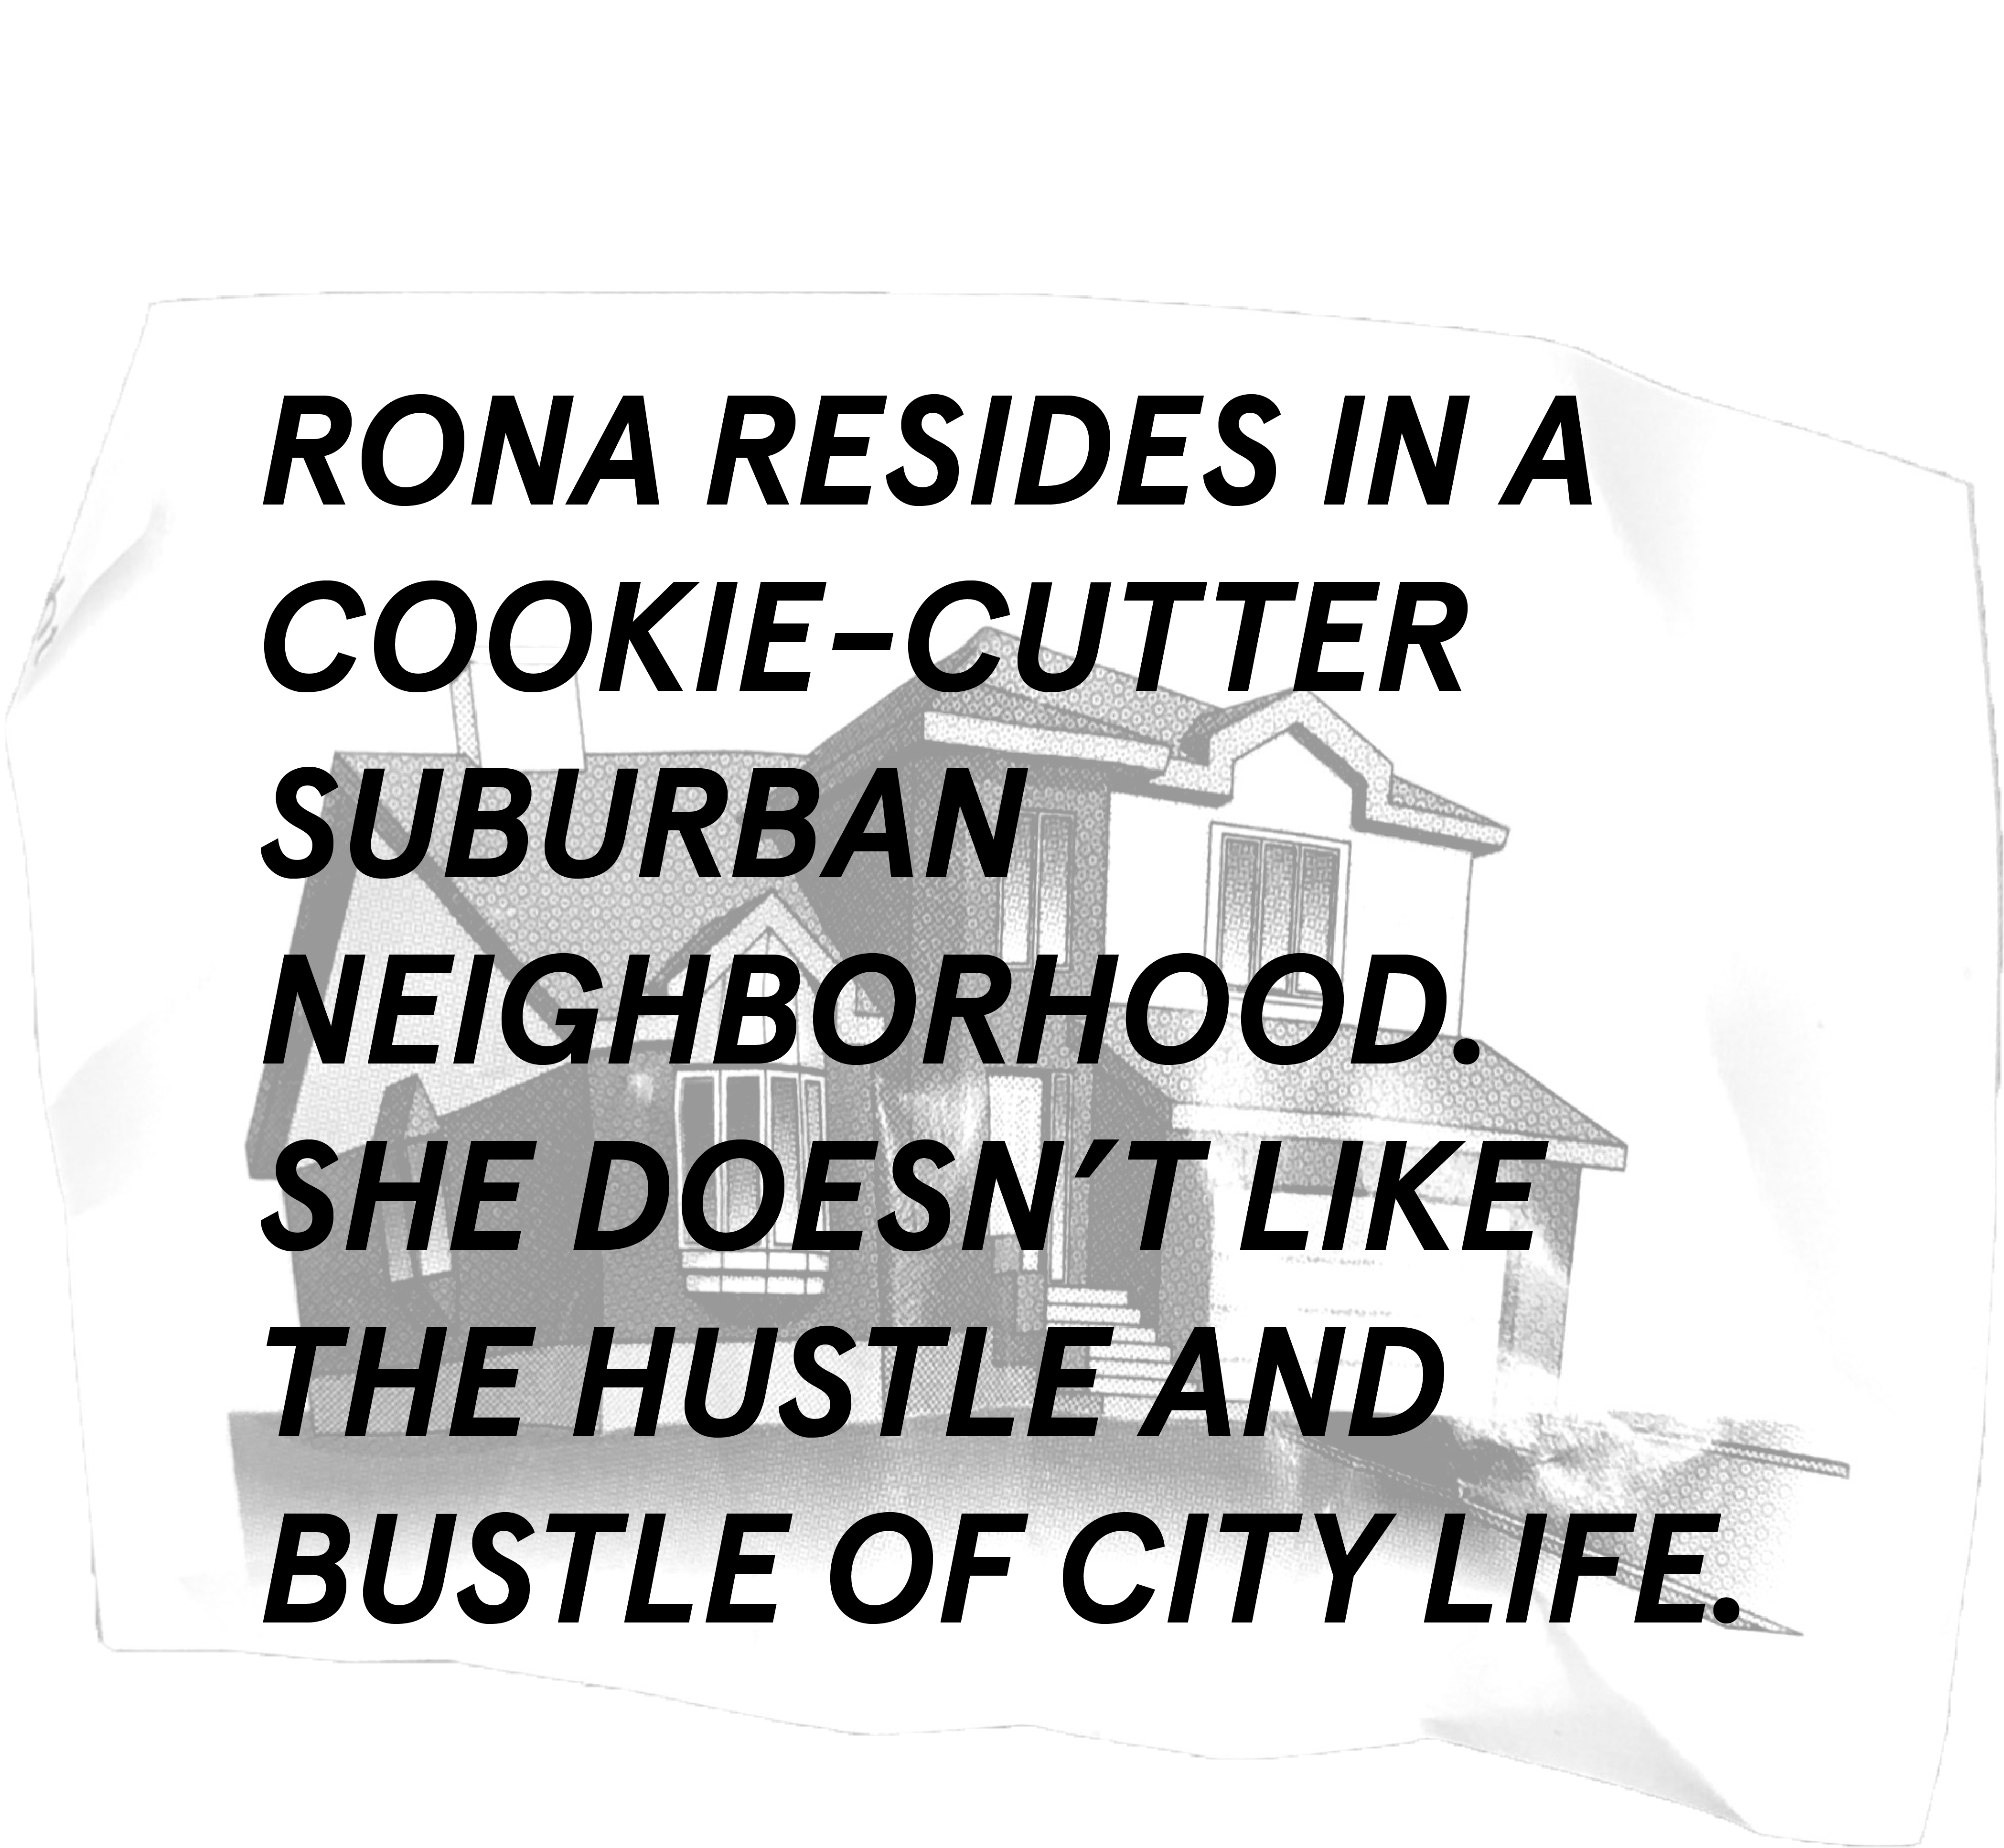 RONA RESIDES IN A
COOKIE-CUTTER
SUBURBAN
NEIGHBORHOOD.
SHE DOESN'T LIKE
THE HUSTLE AND
BUSTLE OF CITY LIFE.